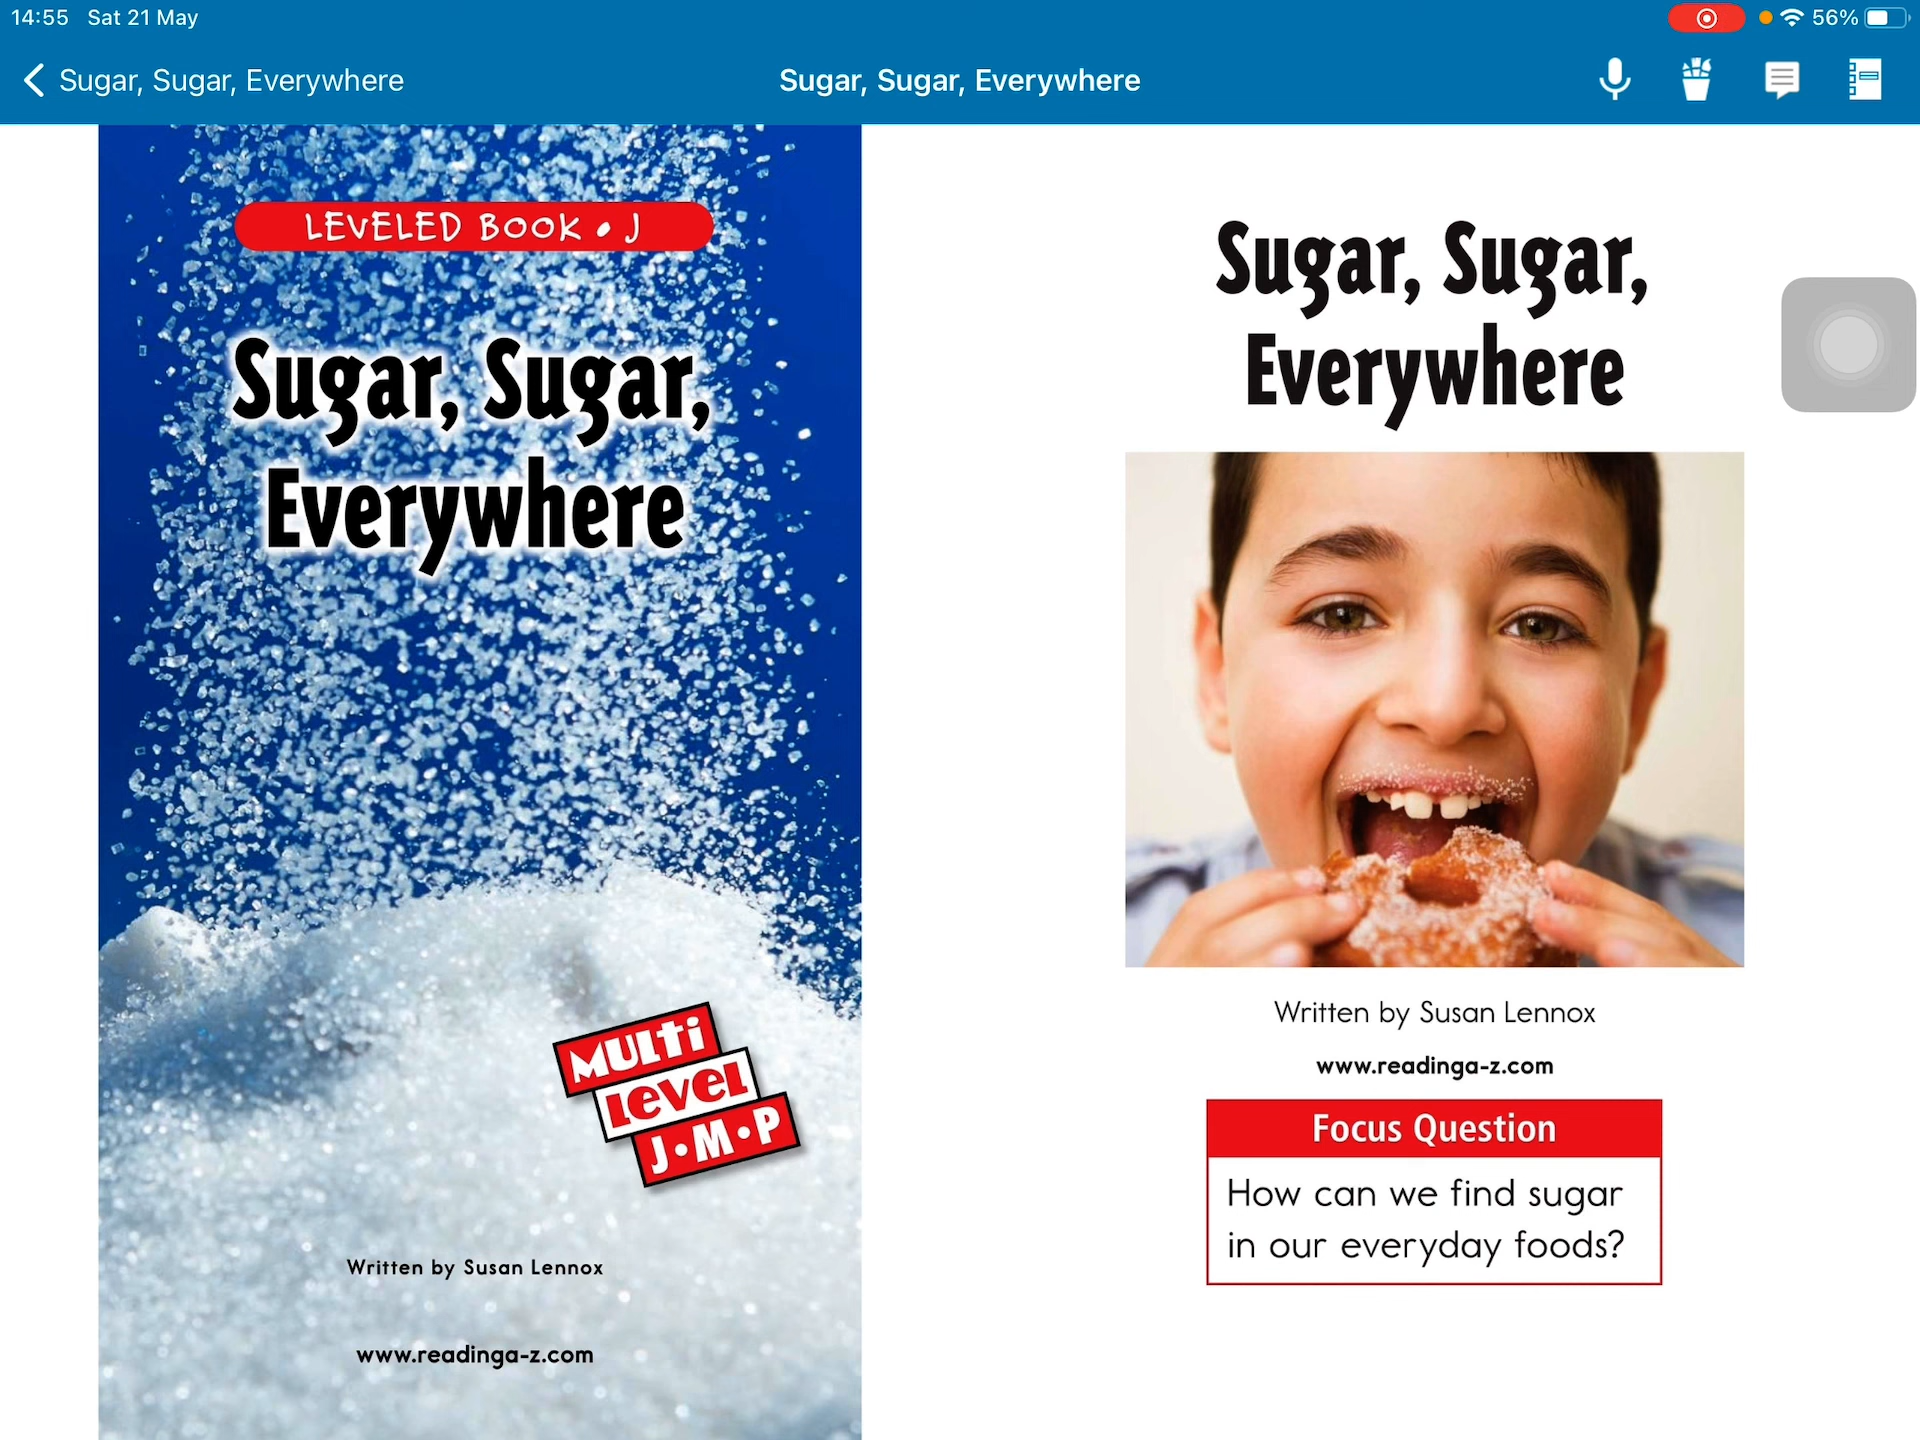 14:55 Sat 21 May
56%
Sugar, Sugar, Everywhere
Sugar, Sugar, Everywhere
LEVELED BOOK • J
Sugar, Sugar,
Everywhere
MULTi
level
J•M•P
Written by Susan Lennox
www.readinga-z.com
Sugar, Sugar,
Everywhere
Written by Susan Lennox
www.readinga-z.com
Focus Question
How can we find sugar
in our everyday foods?